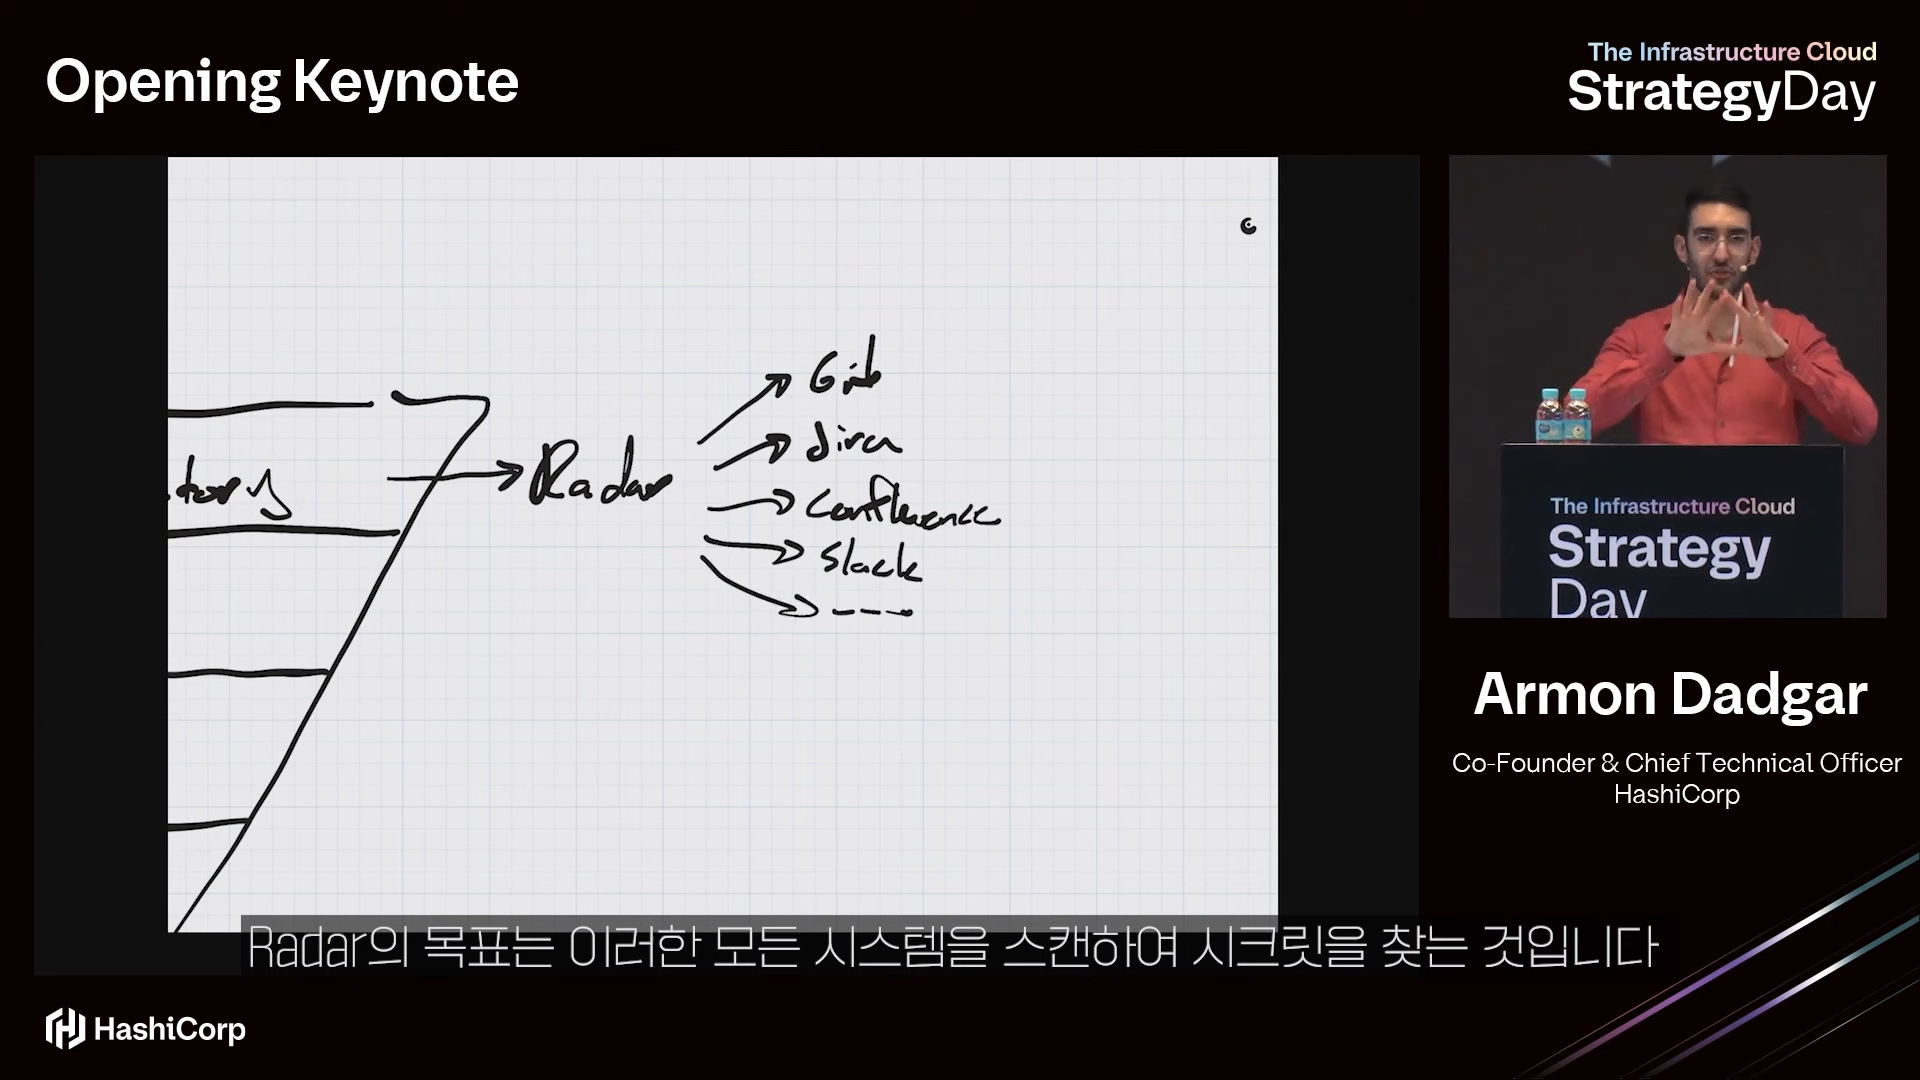 Opening Keynote
The Infrastructure Cloud
StrategyDay
Jira
Radar
Confluence
Slack
The Infrastructure Cloud
Strategy
Day
Armon Dadgar
Co-Founder & Chief Technical Officer
HashiCorp
Radar의 목표는 이러한 모든 시스템을 스캔하여 시크릿을 찾는 것입니다
HashiCorp